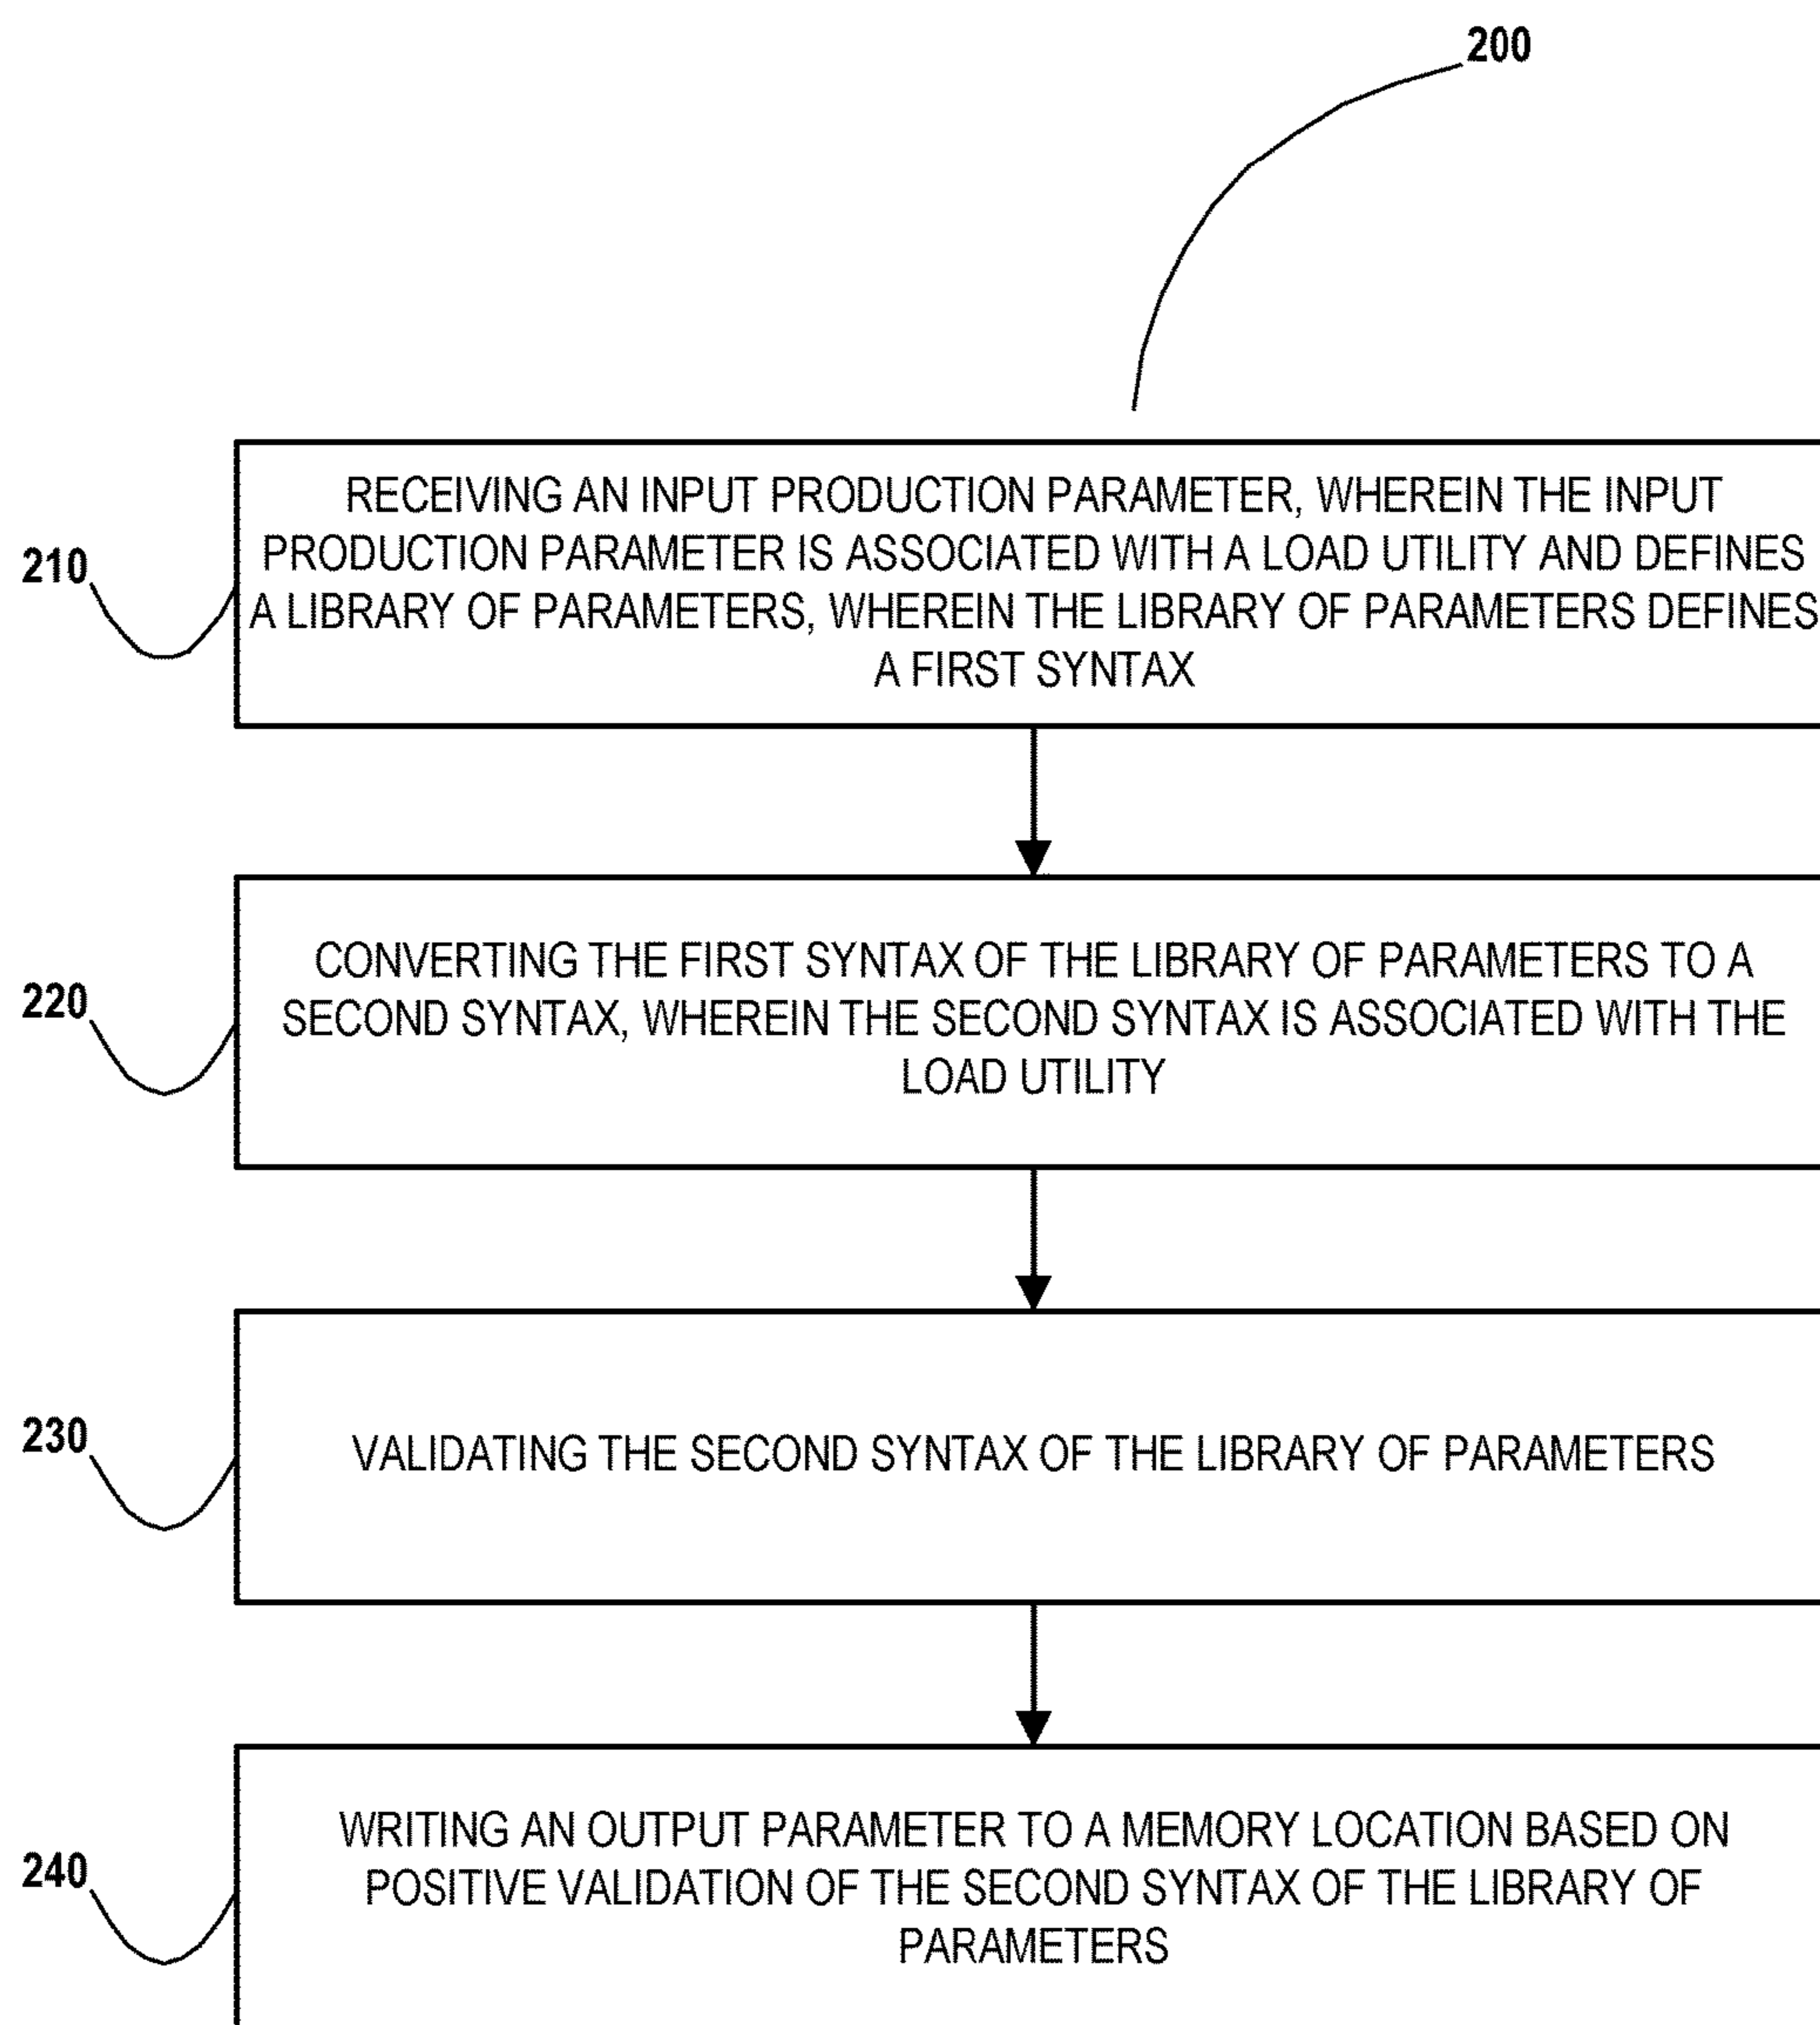 200
210
RECEIVING AN INPUT PRODUCTION PARAMETER, WHEREIN THE INPUT
PRODUCTION PARAMETER IS ASSOCIATED WITH A LOAD UTILITY AND DEFINES
A LIBRARY OF PARAMETERS, WHEREIN THE LIBRARY OF PARAMETERS DEFINES
A FIRST SYNTAX
220
CONVERTING THE FIRST SYNTAX OF THE LIBRARY OF PARAMETERS TO A
SECOND SYNTAX, WHEREIN THE SECOND SYNTAX IS ASSOCIATED WITH THE
LOAD UTILITY
230
VALIDATING THE SECOND SYNTAX OF THE LIBRARY OF PARAMETERS
240
WRITING AN OUTPUT PARAMETER TO A MEMORY LOCATION BASED ON
POSITIVE VALIDATION OF THE SECOND SYNTAX OF THE LIBRARY OF
PARAMETERS